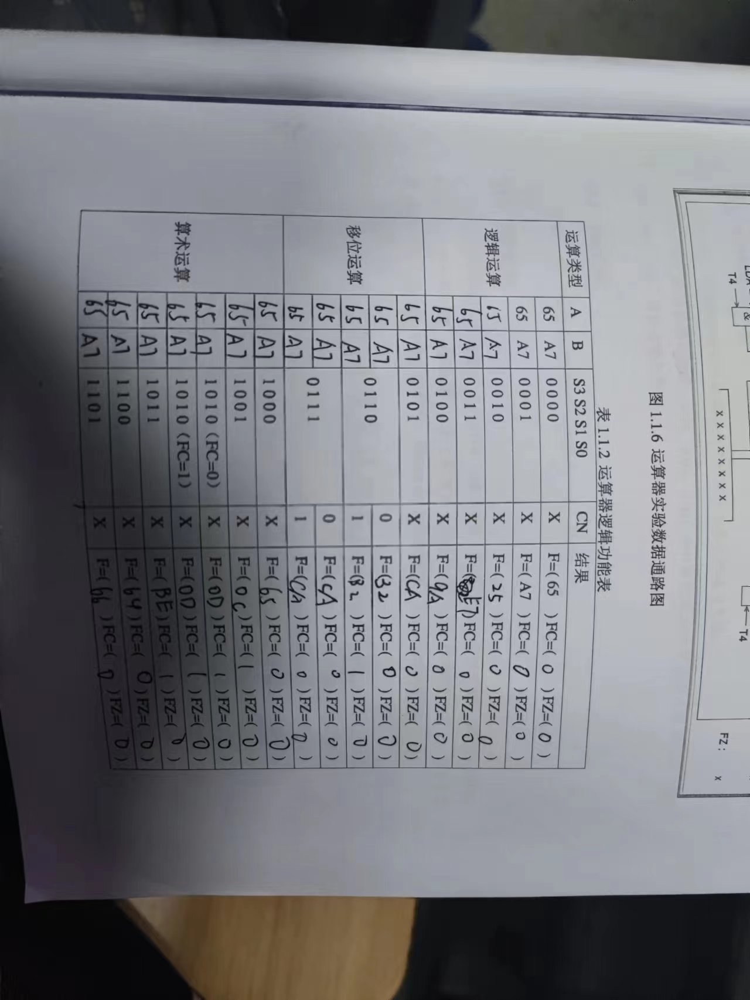 LDA
T4
&
X X X X X X X X
T4
FZ: X
图 1.1.6 运算器实验数据通路图
表 1.1.2 运算器逻辑功能表
运算类型 A B S3 S2 S1 S0 CN 结果
逻辑运算 65 A7 0000 X F=(65)FC=(0)FZ=(0)
65 A7 0001 X F=(A7)FC=(0)FZ=(0)
65 A7 0010 X F=(25)FC=(0)FZ=(0)
65 A7 0011 X F=(E7)FC=(0)FZ=(0)
65 A7 0100 X F=(9A)FC=(0)FZ=(0)
移位运算 65 A7 0101 X F=(CA)FC=(0)FZ=(0)
65 A7 0110 0 F=(32)FC=(0)FZ=(0)
65 A7 1 F=(B2)FC=(1)FZ=(0)
65 A7 0111 0 F=(CA)FC=(0)FZ=(0)
65 A7 1 F=(CA)FC=(0)FZ=(0)
算术运算 65 A7 1000 X F=(65)FC=(0)FZ=(0)
65 A7 1001 X F=(0C)FC=(1)FZ=(0)
65 A7 1010 (FC=0) X F=(0D)FC=(1)FZ=(0)
65 A7 1010 (FC=1) X F=(0D)FC=(1)FZ=(0)
65 A7 1011 X F=(BE)FC=(1)FZ=(0)
65 A7 1100 X F=(64)FC=(0)FZ=(0)
65 A7 1101 X F=(66)FC=(0)FZ=(0)